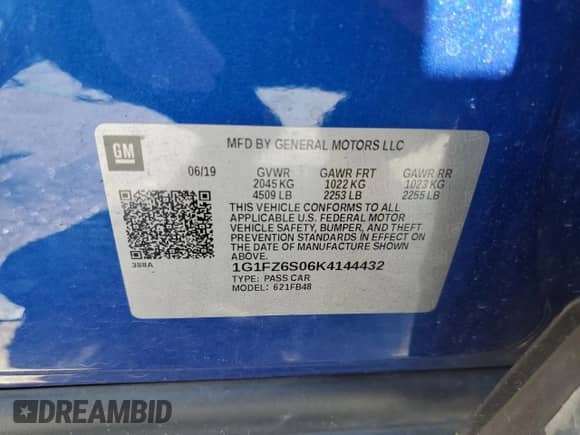 GM
MFD BY GENERAL MOTORS LLC
06/19 GVWR GAWR FRT GAWR RR
2045 KG 1022 KG 1023 KG
4509 LB 2253 LB 2255 LB
THIS VEHICLE CONFORMS TO ALL
APPLICABLE U.S. FEDERAL MOTOR
VEHICLE SAFETY, BUMPER, AND THEFT
PREVENTION STANDARDS IN EFFECT ON
THE DATE OF MANUFACTURE SHOWN
ABOVE.
388A
1G1FZ6S06K4144432
TYPE: PASS CAR
MODEL: 621FB48
DREAMBID